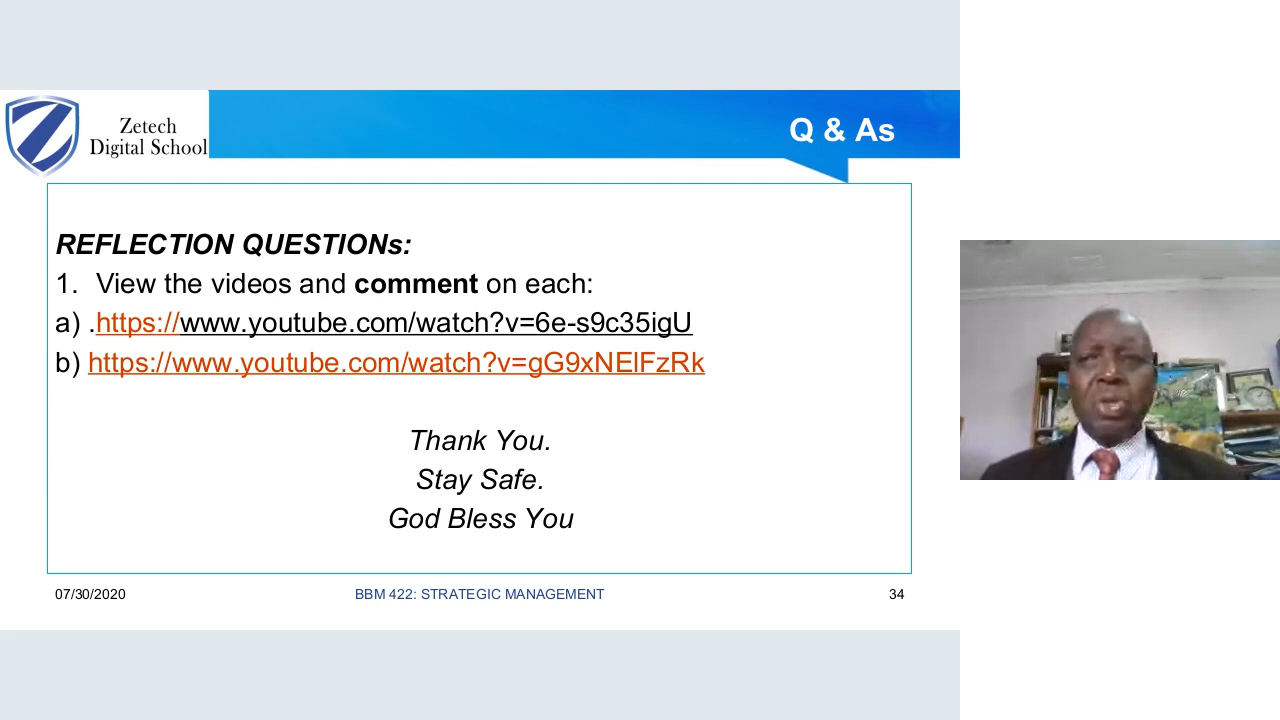 Zetech
Digital School
Q & As
REFLECTION QUESTIONs:
1. View the videos and comment on each:
a) .https://www.youtube.com/watch?v=6e-s9c35igU
b) https://www.youtube.com/watch?v=gG9xNElFzRk
Thank You.
Stay Safe.
God Bless You
07/30/2020
BBM 422: STRATEGIC MANAGEMENT
34